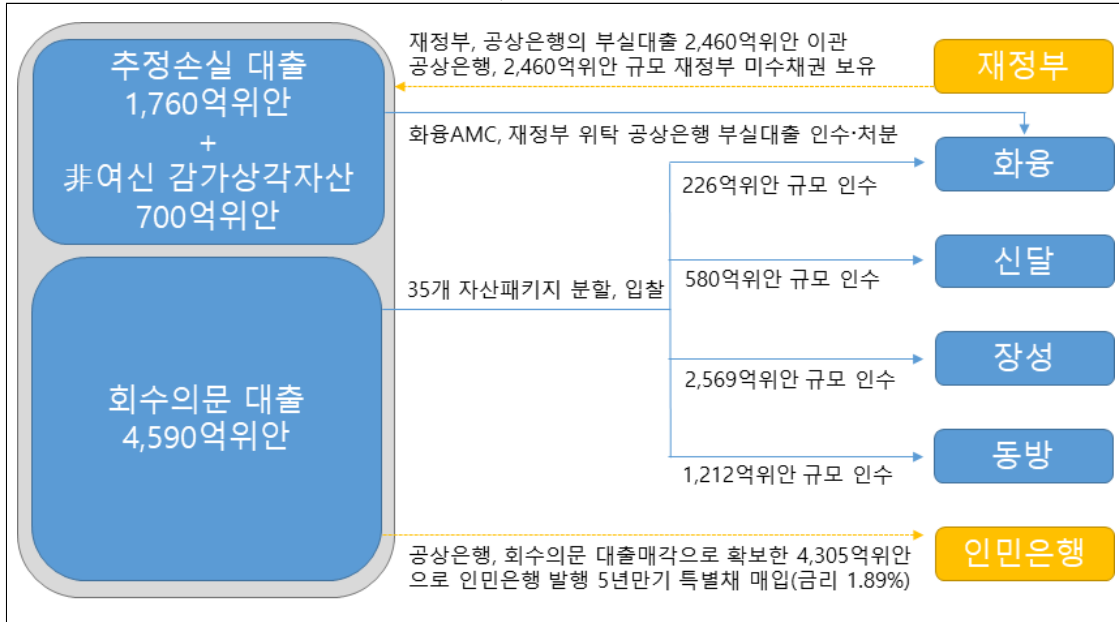 추정손실 대출
1,760억위안
+
非여신 감가상각자산
700억위안
회수의문 대출
4,590억위안
재정부, 공상은행의 부실대출 2,460억위안 이관
공상은행, 2,460억위안 규모 재정부 미수채권 보유
재정부
화융AMC, 재정부 위탁 공상은행 부실대출 인수·처분
226억위안 규모 인수
화융
35개 자산패키지 분할, 입찰
580억위안 규모 인수
신달
2,569억위안 규모 인수
장성
1,212억위안 규모 인수
동방
공상은행, 회수의문 대출매각으로 확보한 4,305억위안
으로 인민은행 발행 5년만기 특별채 매입(금리 1.89%)
인민은행